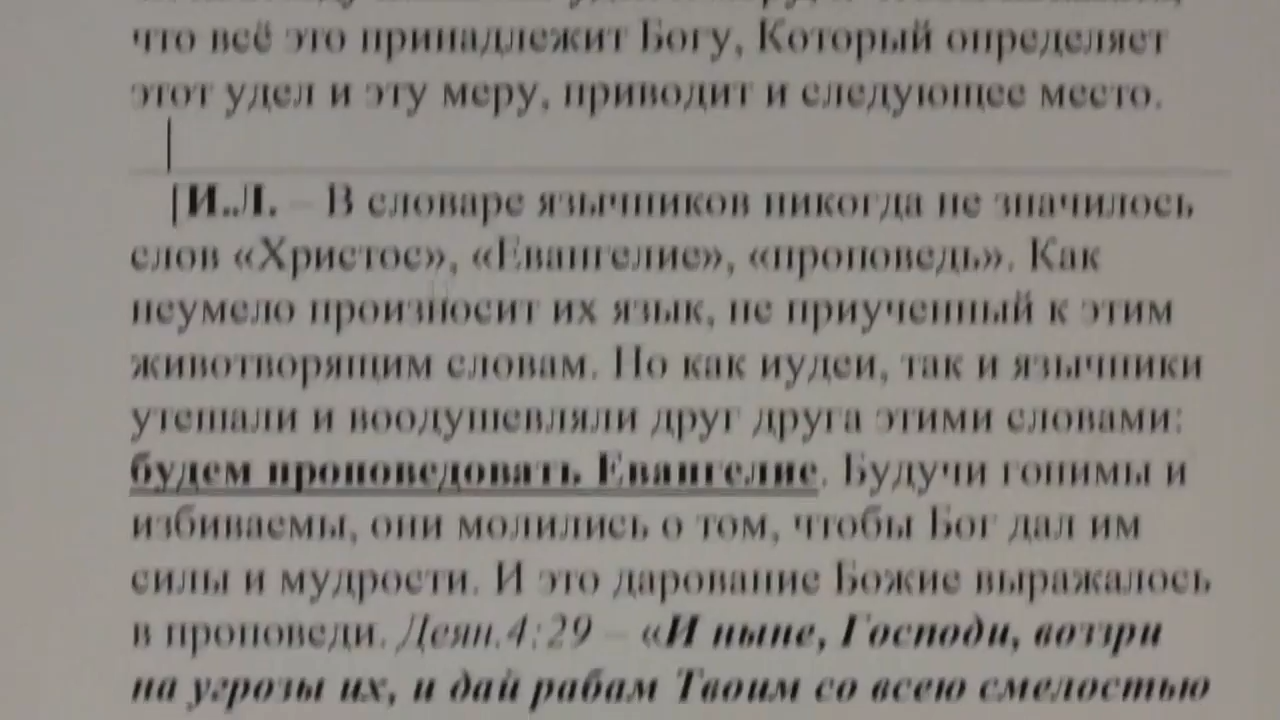 что всё это принадлежит Богу, Который определяет
этот удел и эту меру, приводит и следующее место.
[И..Л. – В словаре язычников никогда не значилось
слов «Христос», «Евангелие», «проповедь». Как
неумело произносит их язык, не приученный к этим
животворящим словам. Но как иудеи, так и язычники
утешали и воодушевляли друг друга этими словами:
будем проповедовать Евангелие. Будучи гонимы и
избиваемы, они молились о том, чтобы Бог дал им
силы и мудрости. И это дарование Божие выражалось
в проповеди. Деян.4:29 – «И ныне, Господи, воззри
на угрозы их, и дай рабам Твоим со всею смелостью